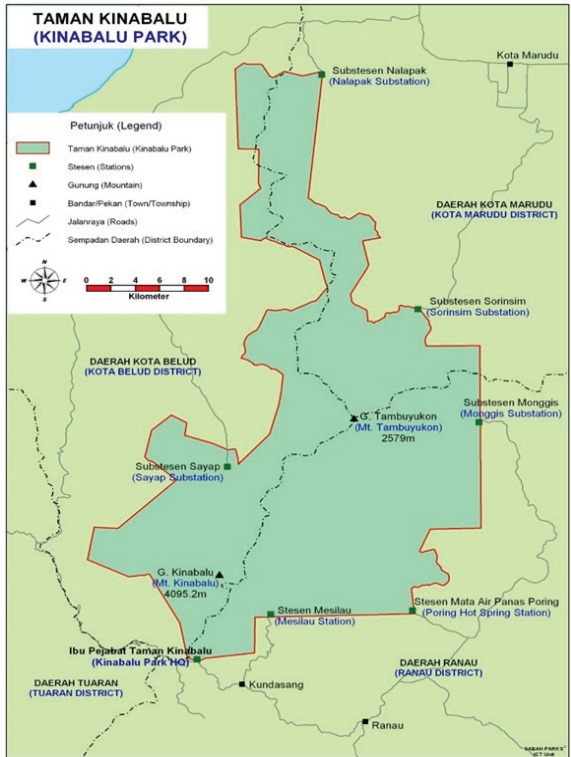 TAMAN KINABALU
(KINABALU PARK)
Petunjuk (Legend)
Taman Kinabalu (Kinabalu Park)
Stesen (Stations)
Gunung (Mountain)
Bandar/Pekan (Town/Township)
Jalanraya (Roads)
Sempadan Daerah (District Boundary)
N
W E
S
0 2 4 6 8 10
Kilometer
Substesen Nalapak
(Nalapak Substation)
Kota Marudu
DAERAH KOTA MARUDU
(KOTA MARUDU DISTRICT)
Substesen Sorinsim
(Sorinsim Substation)
DAERAH KOTA BELUD
(KOTA BELUD DISTRICT)
Substesen Monggis
(Monggis Substation)
G. Tambuyukon
(Mt. Tambuyukon)
2579m
Substesen Sayap
(Sayap Substation)
G. Kinabalu
(Mt. Kinabalu)
4095.2m
Stesen Mata Air Panas Poring
(Poring Hot Spring Station)
Stesen Mesilau
(Mesilau Station)
Ibu Pejabat Taman Kinabalu
(Kinabalu Park HQ)
DAERAH TUARAN
(TUARAN DISTRICT)
DAERAH RANAU
(RANAU DISTRICT)
Kundasang
Ranau
SABAH PARKS
ICT Unit